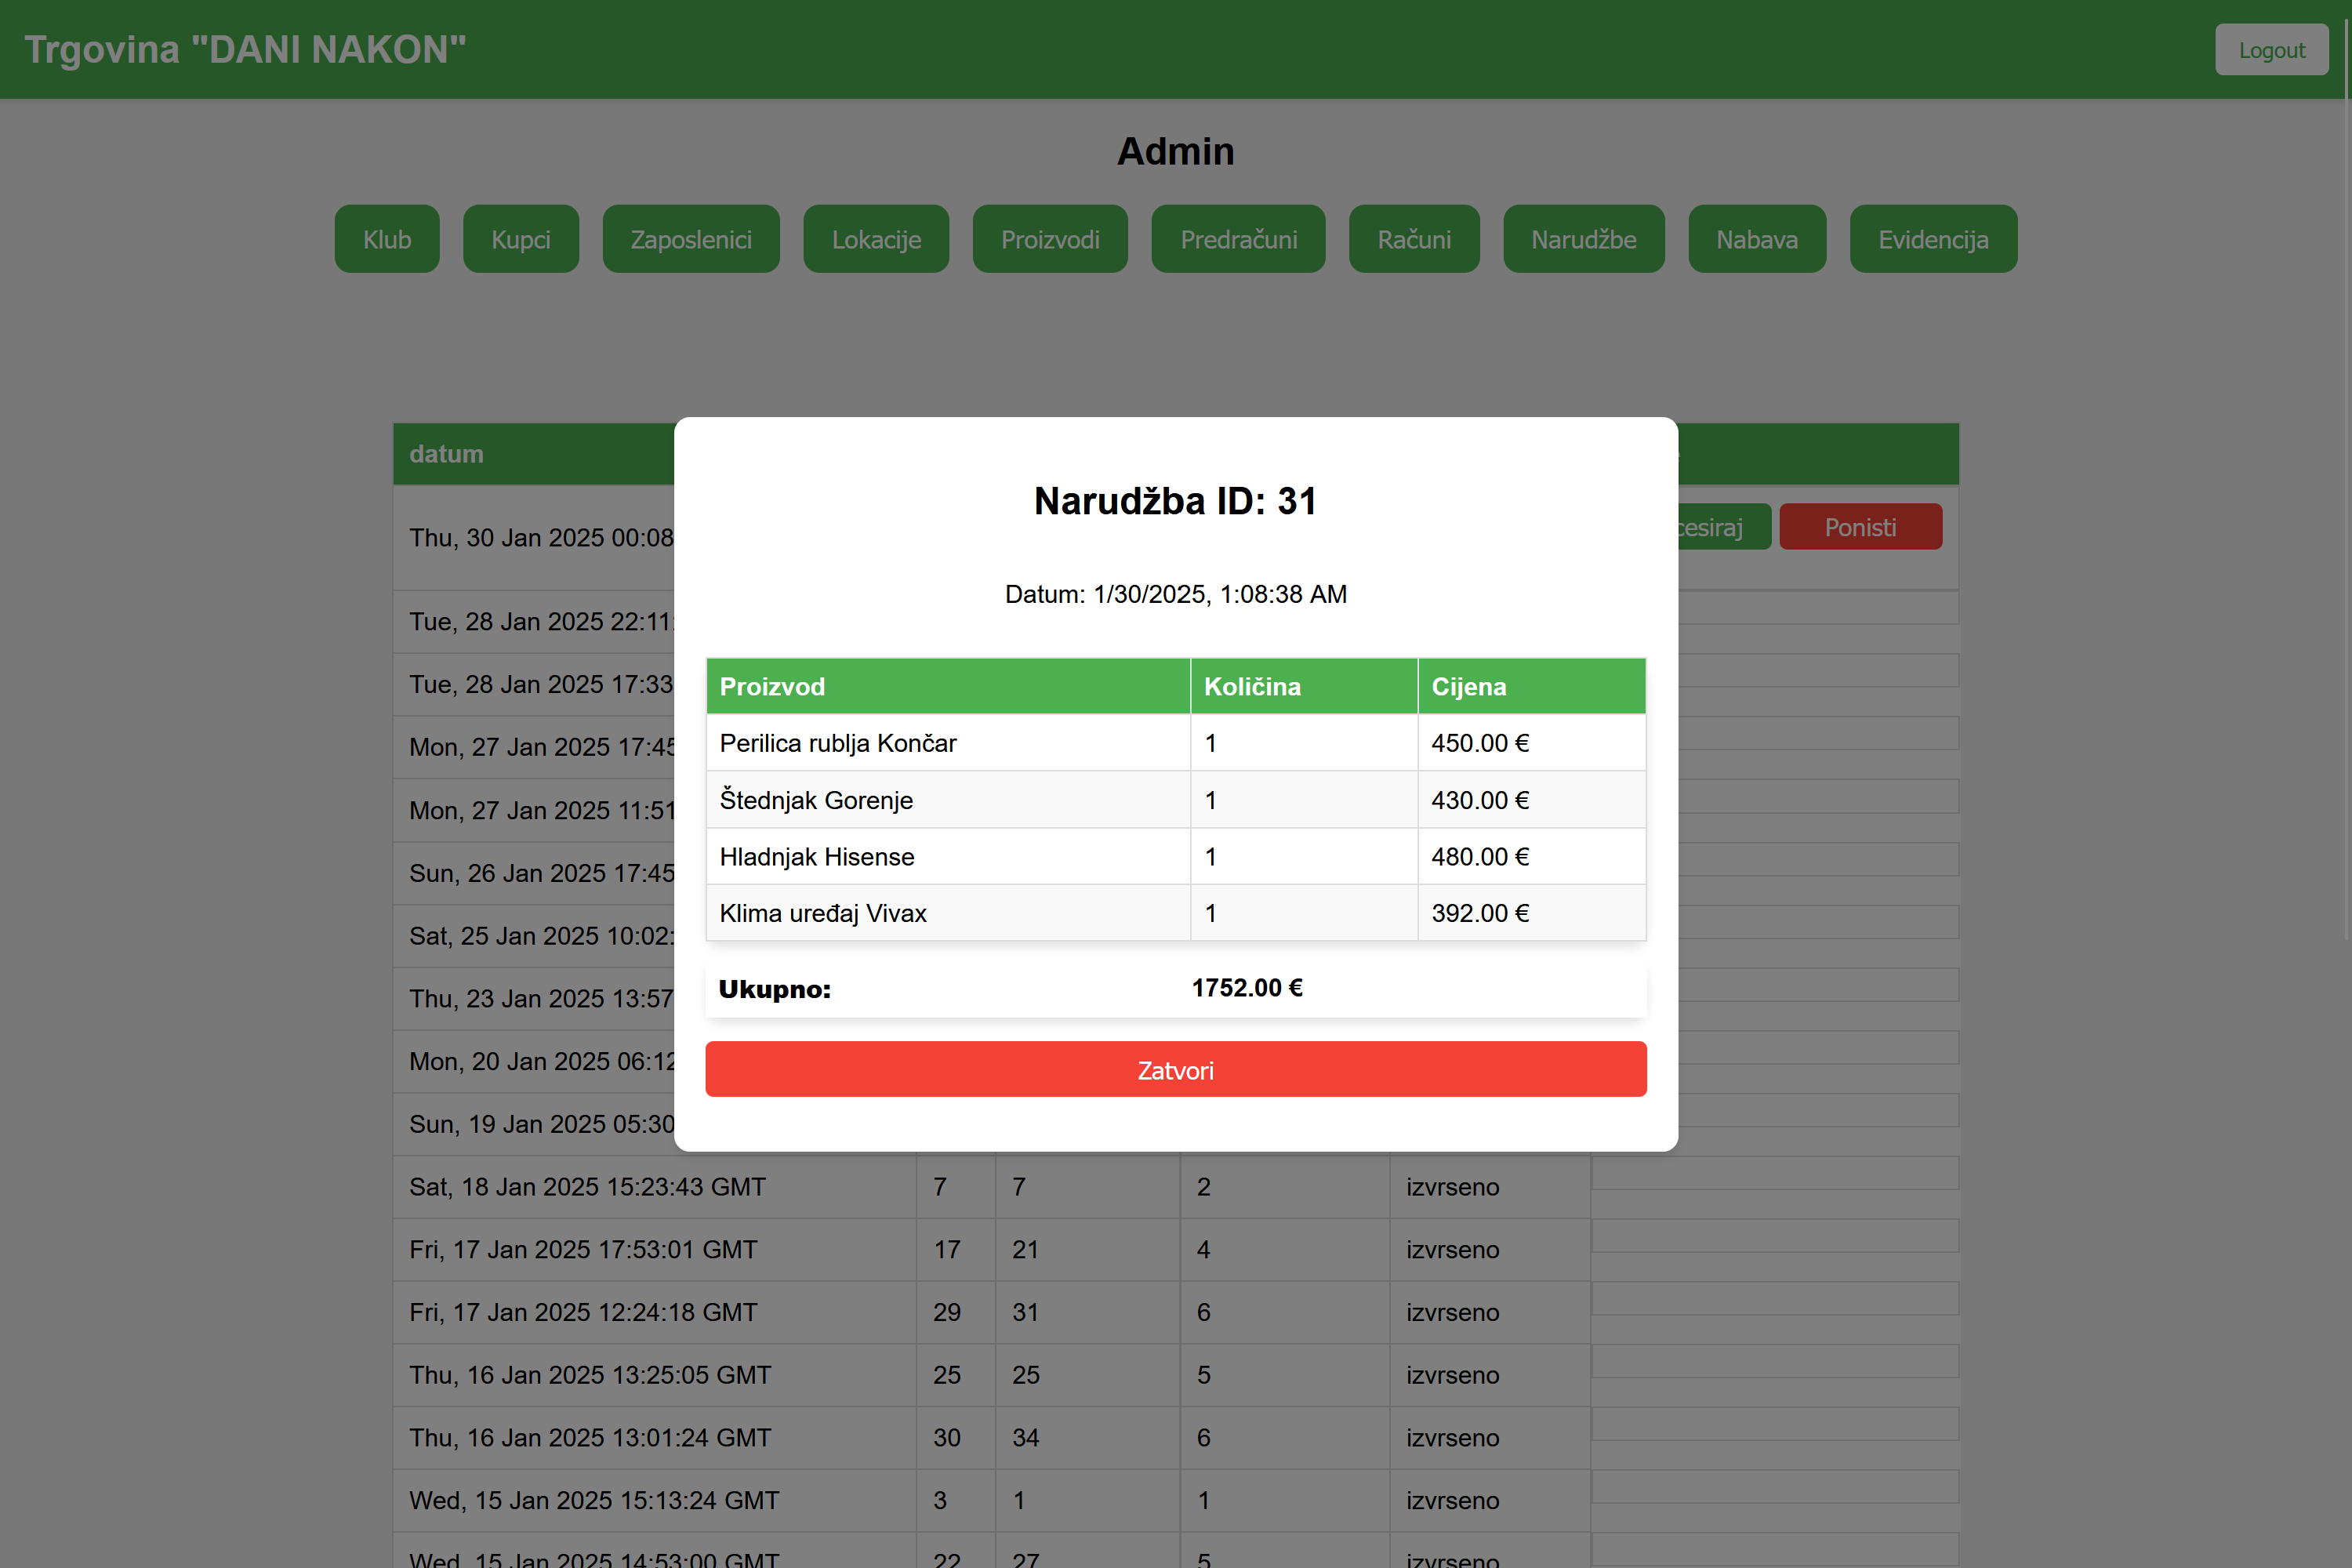 Trgovina "DANI NAKON"
Logout
Admin
Klub Kupci Zaposlenici Lokacije Proizvodi Predračuni Računi Narudžbe Nabava Evidencija
datum
Thu, 30 Jan 2025 00:08 Ponisti
Tue, 28 Jan 2025 22:11
Tue, 28 Jan 2025 17:33
Mon, 27 Jan 2025 17:45
Mon, 27 Jan 2025 11:51
Sun, 26 Jan 2025 17:45
Sat, 25 Jan 2025 10:02:
Thu, 23 Jan 2025 13:57
Mon, 20 Jan 2025 06:12
Sun, 19 Jan 2025 05:30
Narudžba ID: 31
Datum: 1/30/2025, 1:08:38 AM
Proizvod Količina Cijena
Perilica rublja Končar 1 450.00 €
Štednjak Gorenje 1 430.00 €
Hladnjak Hisense 1 480.00 €
Klima uređaj Vivax 1 392.00 €
Ukupno: 1752.00 €
Zatvori
Sat, 18 Jan 2025 15:23:43 GMT 7 7 2 izvrseno
Fri, 17 Jan 2025 17:53:01 GMT 17 21 4 izvrseno
Fri, 17 Jan 2025 12:24:18 GMT 29 31 6 izvrseno
Thu, 16 Jan 2025 13:25:05 GMT 25 25 5 izvrseno
Thu, 16 Jan 2025 13:01:24 GMT 30 34 6 izvrseno
Wed, 15 Jan 2025 15:13:24 GMT 3 1 1 izvrseno
Wed, 15 Jan 2025 14:53:00 GMT 22 27 5 izvrseno